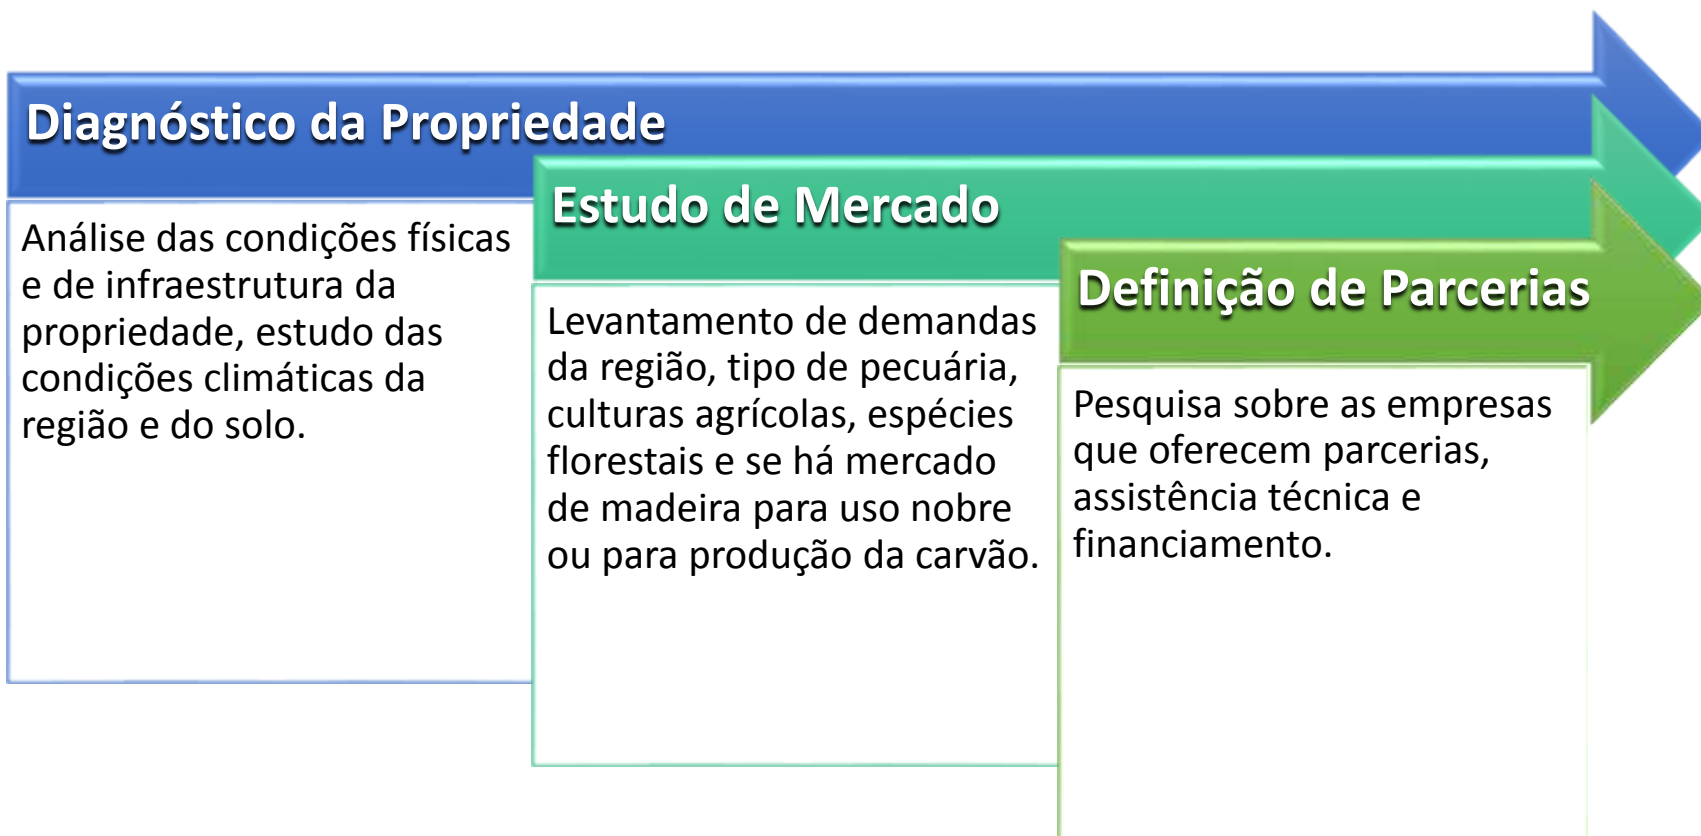 Diagnóstico da Propriedade
Análise das condições físicas
e de infraestrutura da
propriedade, estudo das
condições climáticas da
região e do solo.
Estudo de Mercado
Levantamento de demandas
da região, tipo de pecuária,
culturas agrícolas, espécies
florestais e se há mercado
de madeira para uso nobre
ou para produção da carvão.
Definição de Parcerias
Pesquisa sobre as empresas
que oferecem parcerias,
assistência técnica e
financiamento.